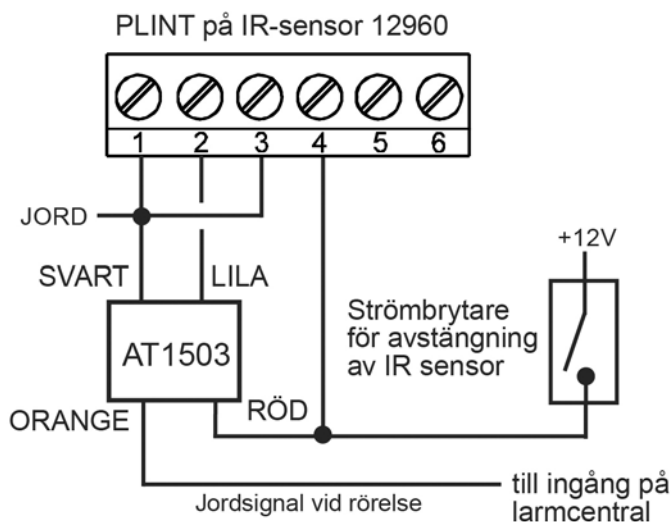 PLINT på IR-sensor 12960
1 2 3 4 5 6
JORD
+12V
SVART
LILA
Strömbrytare
för avstängning
av IR sensor
AT1503
ORANGE
RÖD
till ingång på
larmcentral
Jordsignal vid rörelse